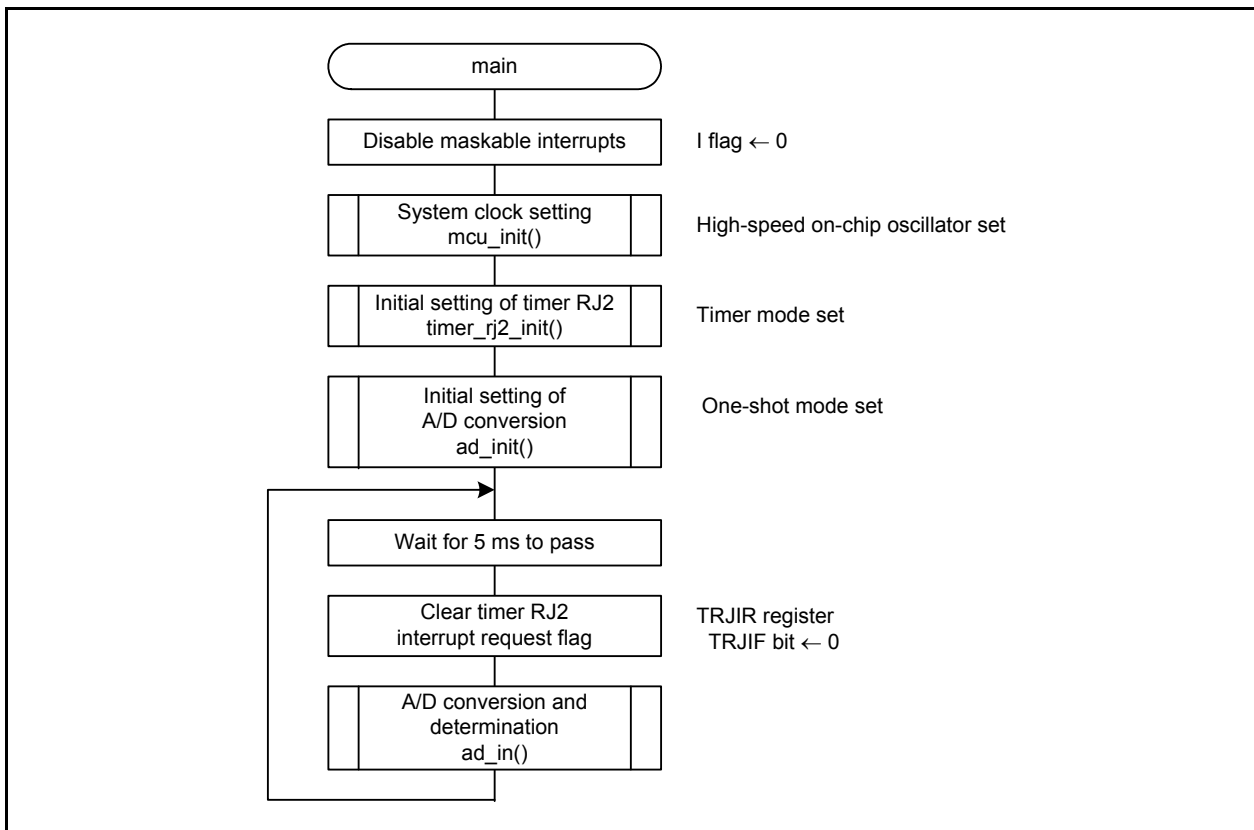 main
Disable maskable interrupts
I flag ← 0
System clock setting
mcu_init()
High-speed on-chip oscillator set
Initial setting of timer RJ2
timer_rj2_init()
Timer mode set
Initial setting of
A/D conversion
ad_init()
One-shot mode set
Wait for 5 ms to pass
Clear timer RJ2
interrupt request flag
TRJIR register
TRJIF bit ← 0
A/D conversion and
determination
ad_in()